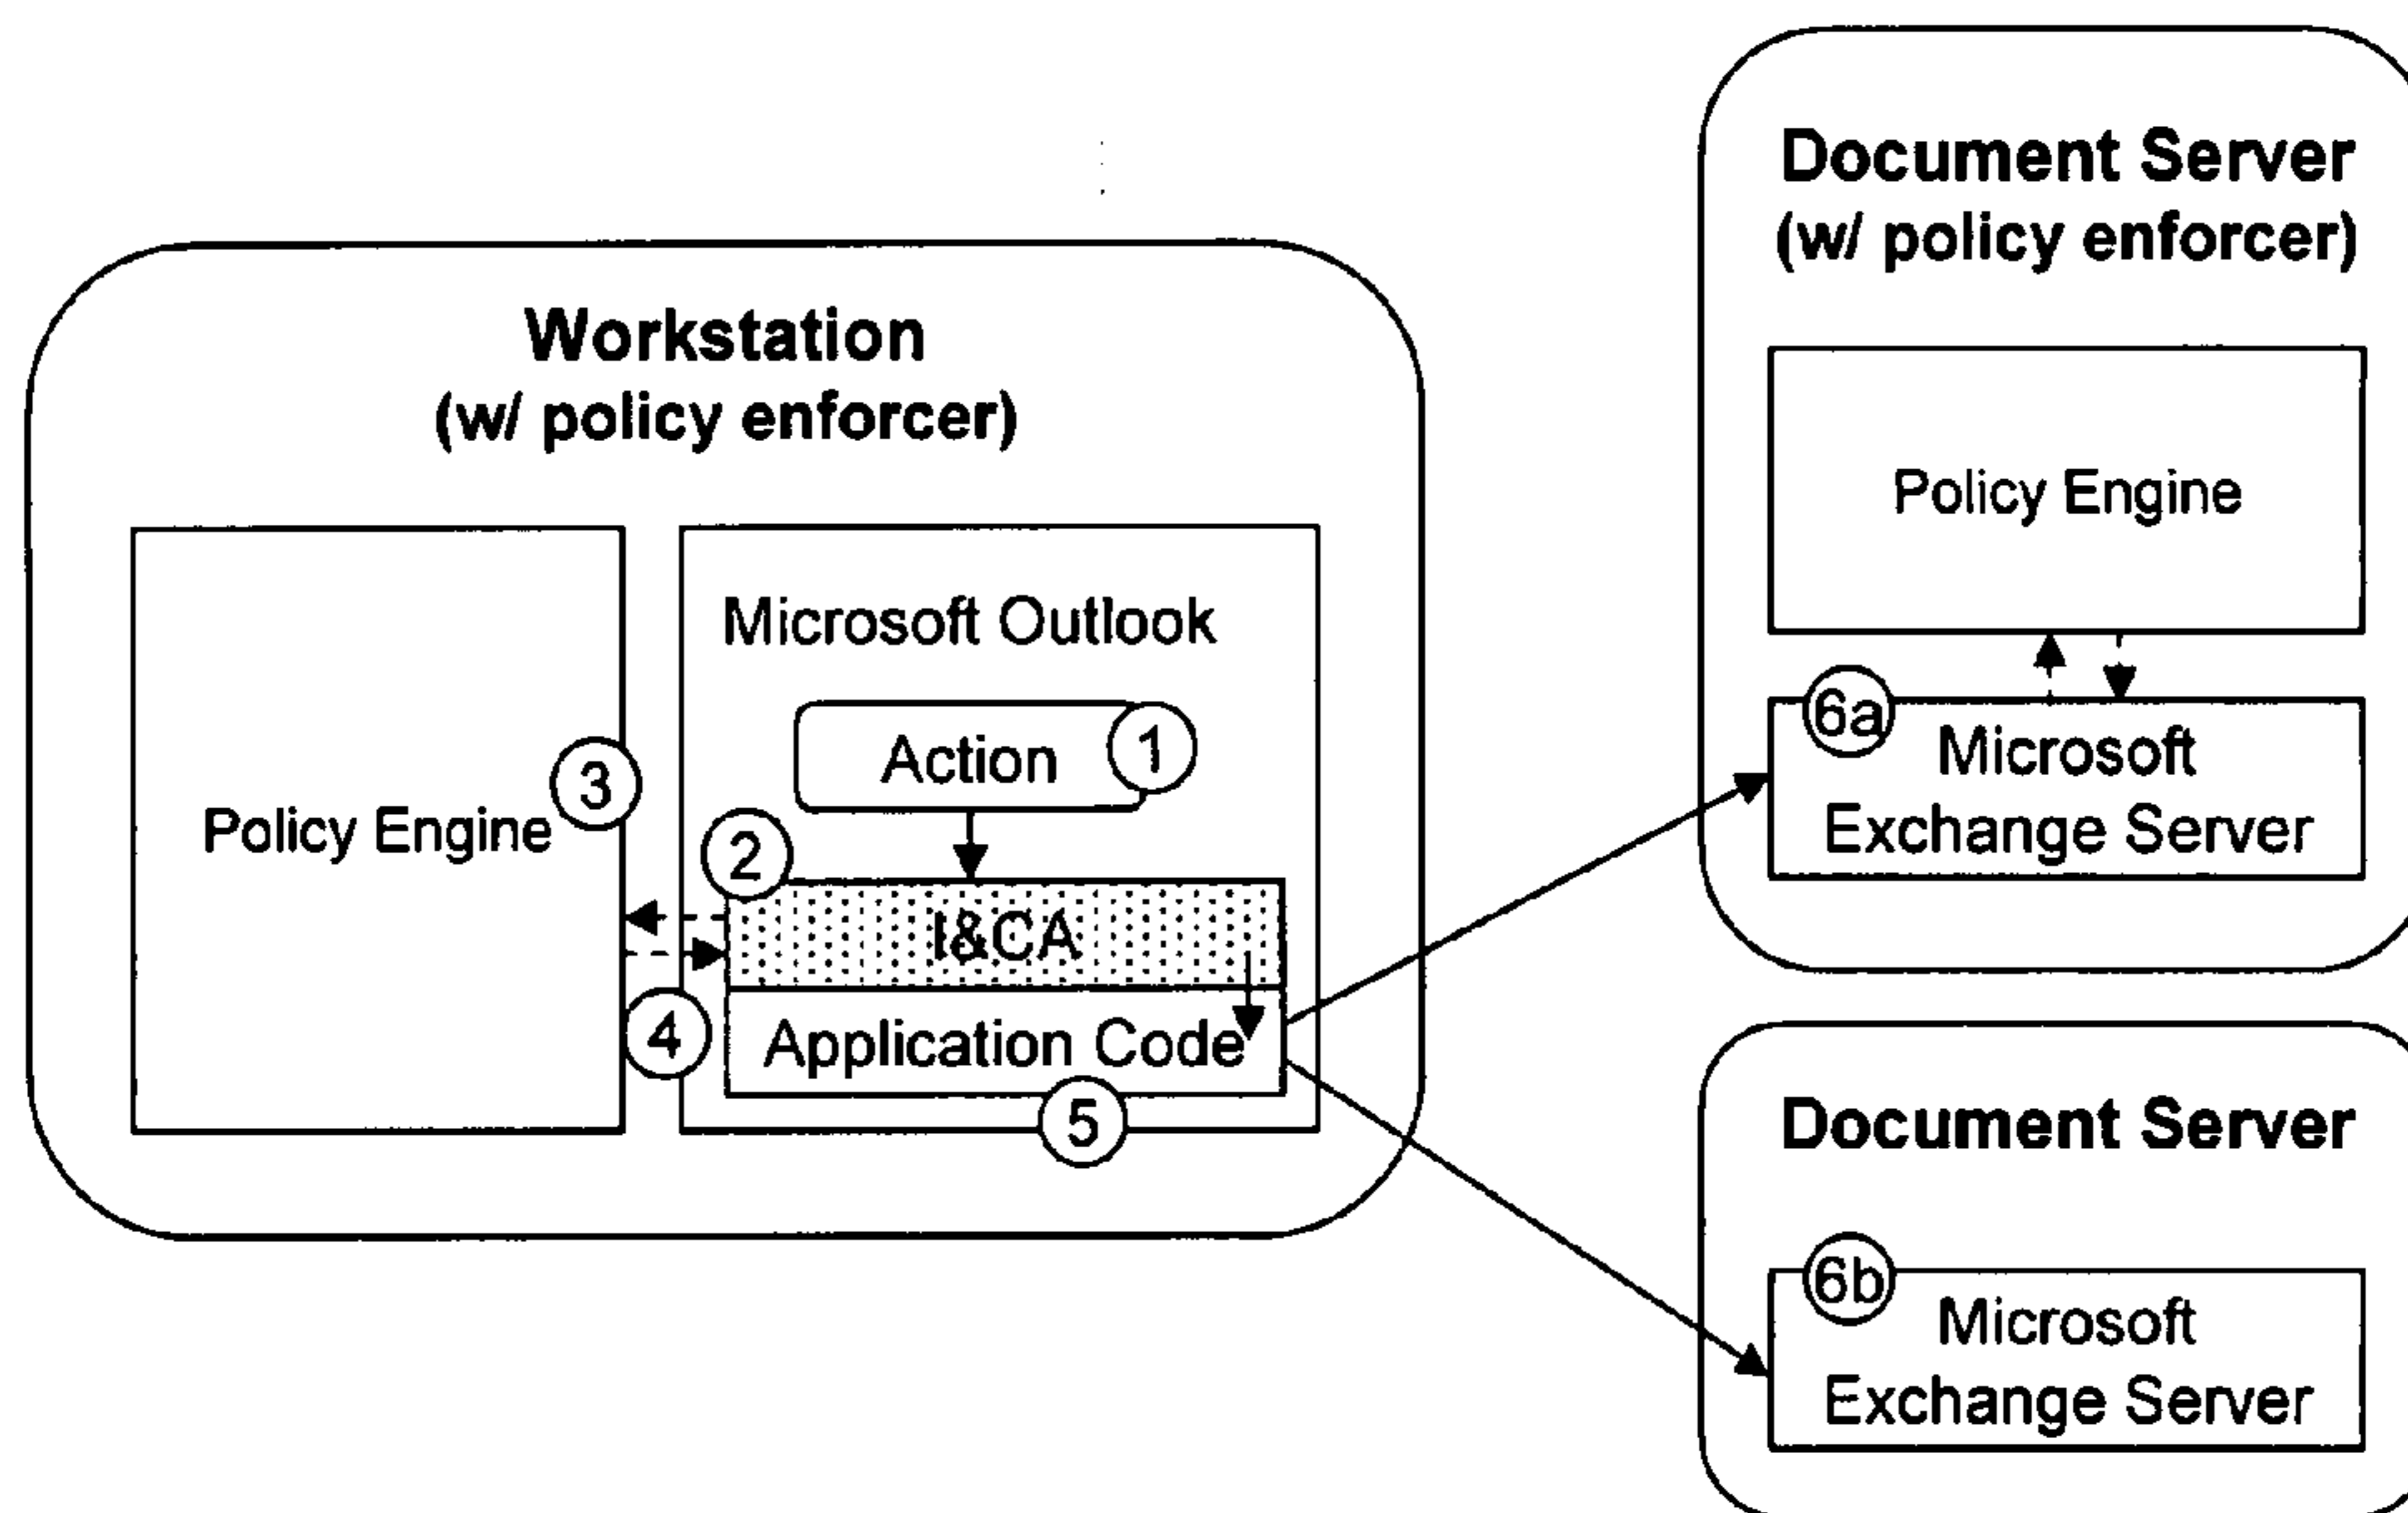 Workstation
(w/ policy enforcer)
Policy Engine
3
Microsoft Outlook
Action
1
2
I&CA
4
Application Code
5
Document Server
(w/ policy enforcer)
Policy Engine
6a
Microsoft
Exchange Server
Document Server
6b
Microsoft
Exchange Server